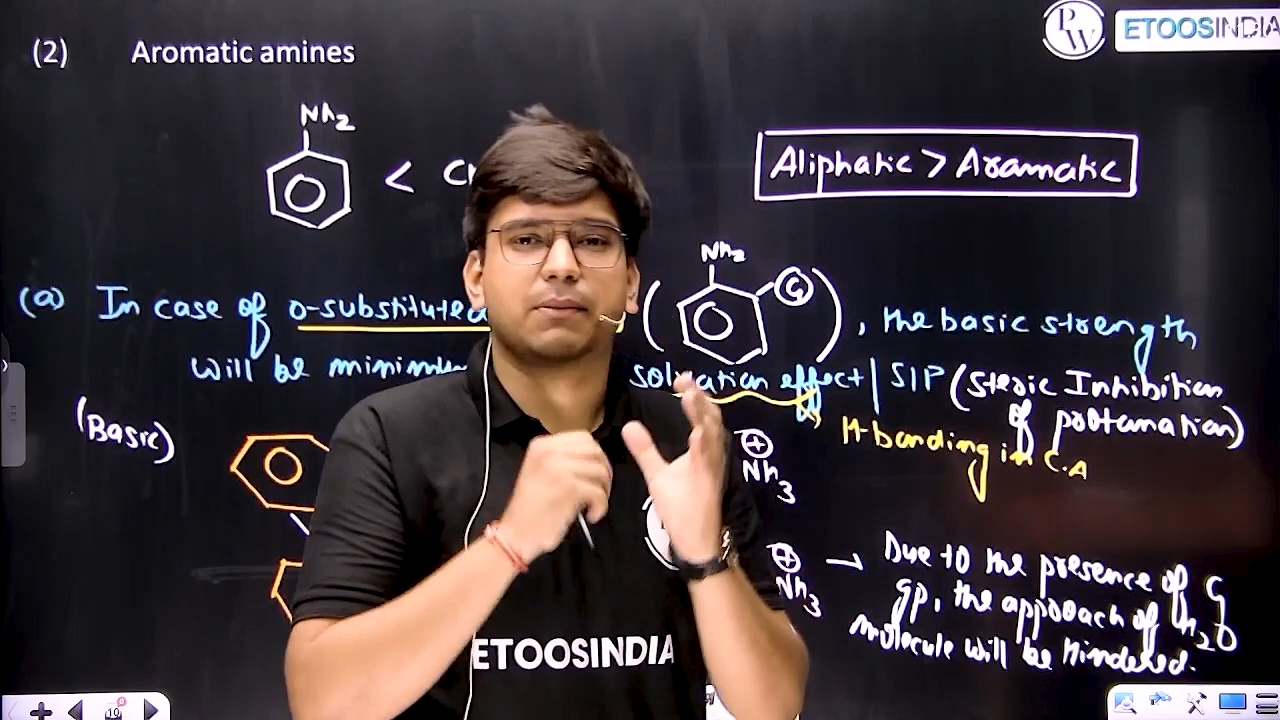 (2) Aromatic amines
PW ETOOSINDIA
NH2
<
Aliphatic > Aromatic
NH2
G
(a) In case of o-substituted ( ) , the basic strength
will be solvation effect | SIP (Steric Inhibition
of protonation)
H-bonding in C.A
(Basic)
⊕
NH3
⊕
NH3 → Due to the presence of G
gp, the approach of H2O
molecule will be Hindered.
ETOOSINDIA
10